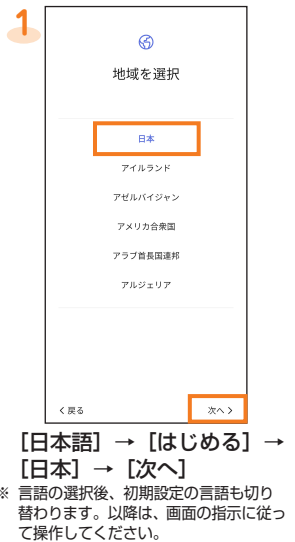 1
地域を選択
日本
アイルランド
アゼルバイジャン
アメリカ合衆国
アラブ首長国連邦
アルジェリア
く 戻る
次へ >
[日本語] → [はじめる] →
[日本] → [次へ]
※ 言語の選択後、初期設定の言語も切り
替わります。以降は、画面の指示に従っ
て操作してください。